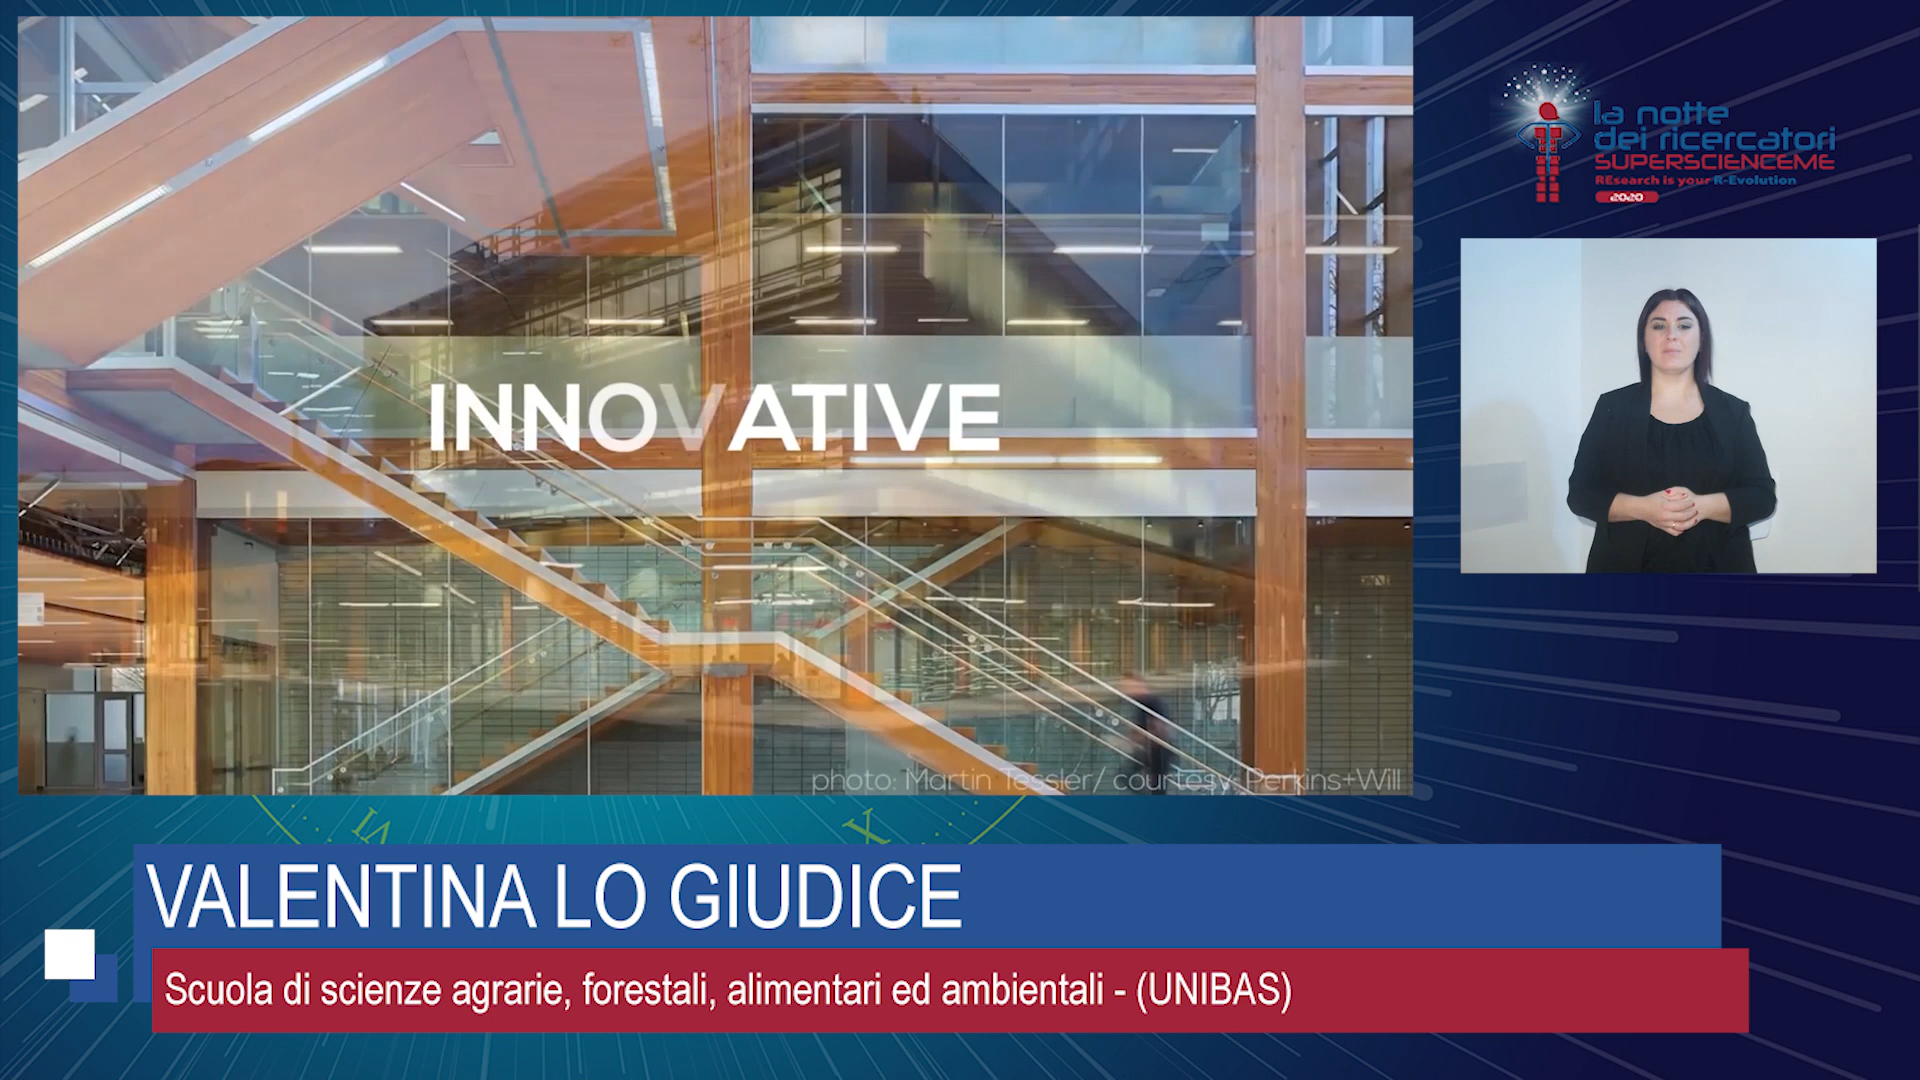 INNOVATIVE
photo: Martin Tessler/ courtesy: Perkins+Will
la notte
dei ricercatori
SUPERSCIENCEME
REsearch is your R-Evolution
2020
VI
X
VALENTINA LO GIUDICE
Scuola di scienze agrarie, forestali, alimentari ed ambientali - (UNIBAS)